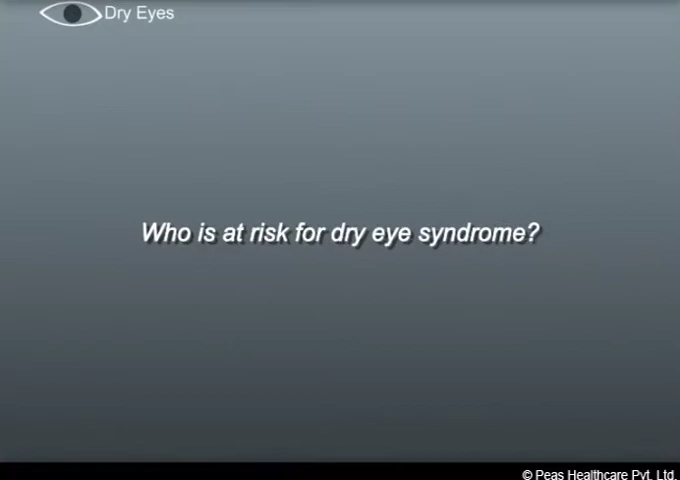 Dry Eyes
Who is at risk for dry eye syndrome?
© Peas Healthcare Pvt. Ltd.